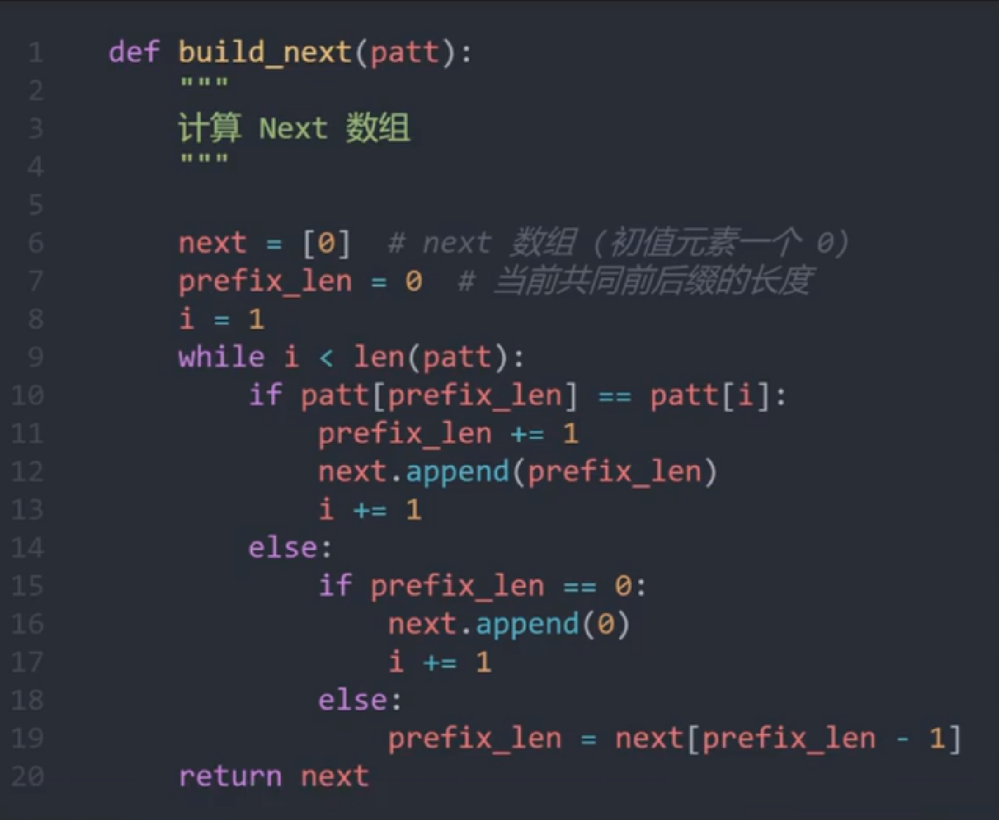 1 def build_next(patt):
2 """
3 计算 Next 数组
4 """
5
6 next = [0] # next 数组 (初值元素一个 0)
7 prefix_len = 0 # 当前共同前后缀的长度
8 i = 1
9 while i < len(patt):
10 if patt[prefix_len] == patt[i]:
11 prefix_len += 1
12 next.append(prefix_len)
13 i += 1
14 else:
15 if prefix_len == 0:
16 next.append(0)
17 i += 1
18 else:
19 prefix_len = next[prefix_len - 1]
20 return next